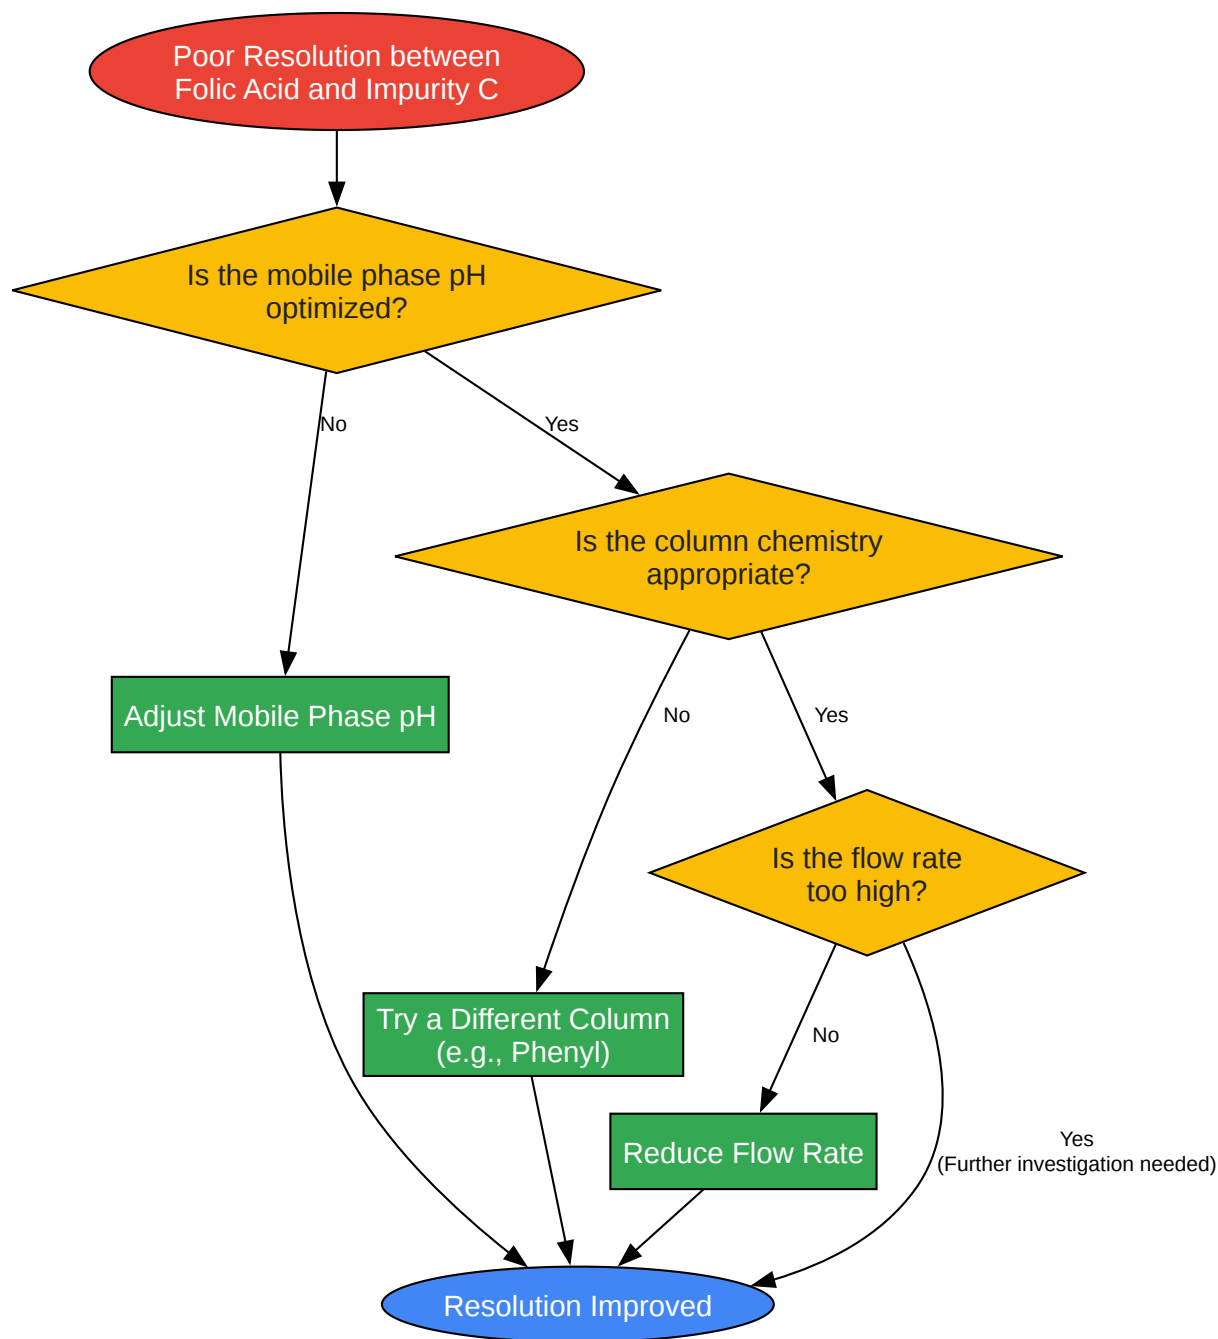 Poor Resolution between
Folic Acid and Impurity C
Is the mobile phase pH
optimized?
No
Yes
Is the column chemistry
appropriate?
Adjust Mobile Phase pH
No
Yes
Is the flow rate
too high?
Try a Different Column
(e.g., Phenyl)
No
Reduce Flow Rate
Yes
(Further investigation needed)
Resolution Improved